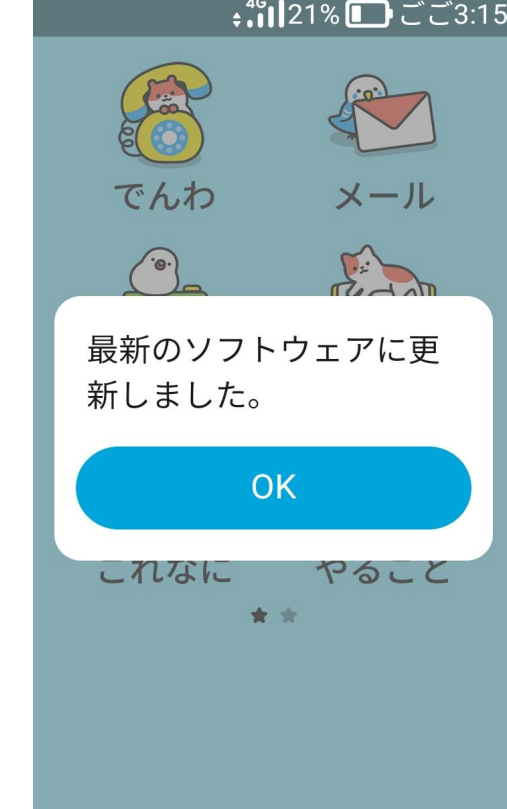 4G 21% ごご3:15
でんわ メール
最新のソフトウェアに更
新しました。
OK
これなに やること